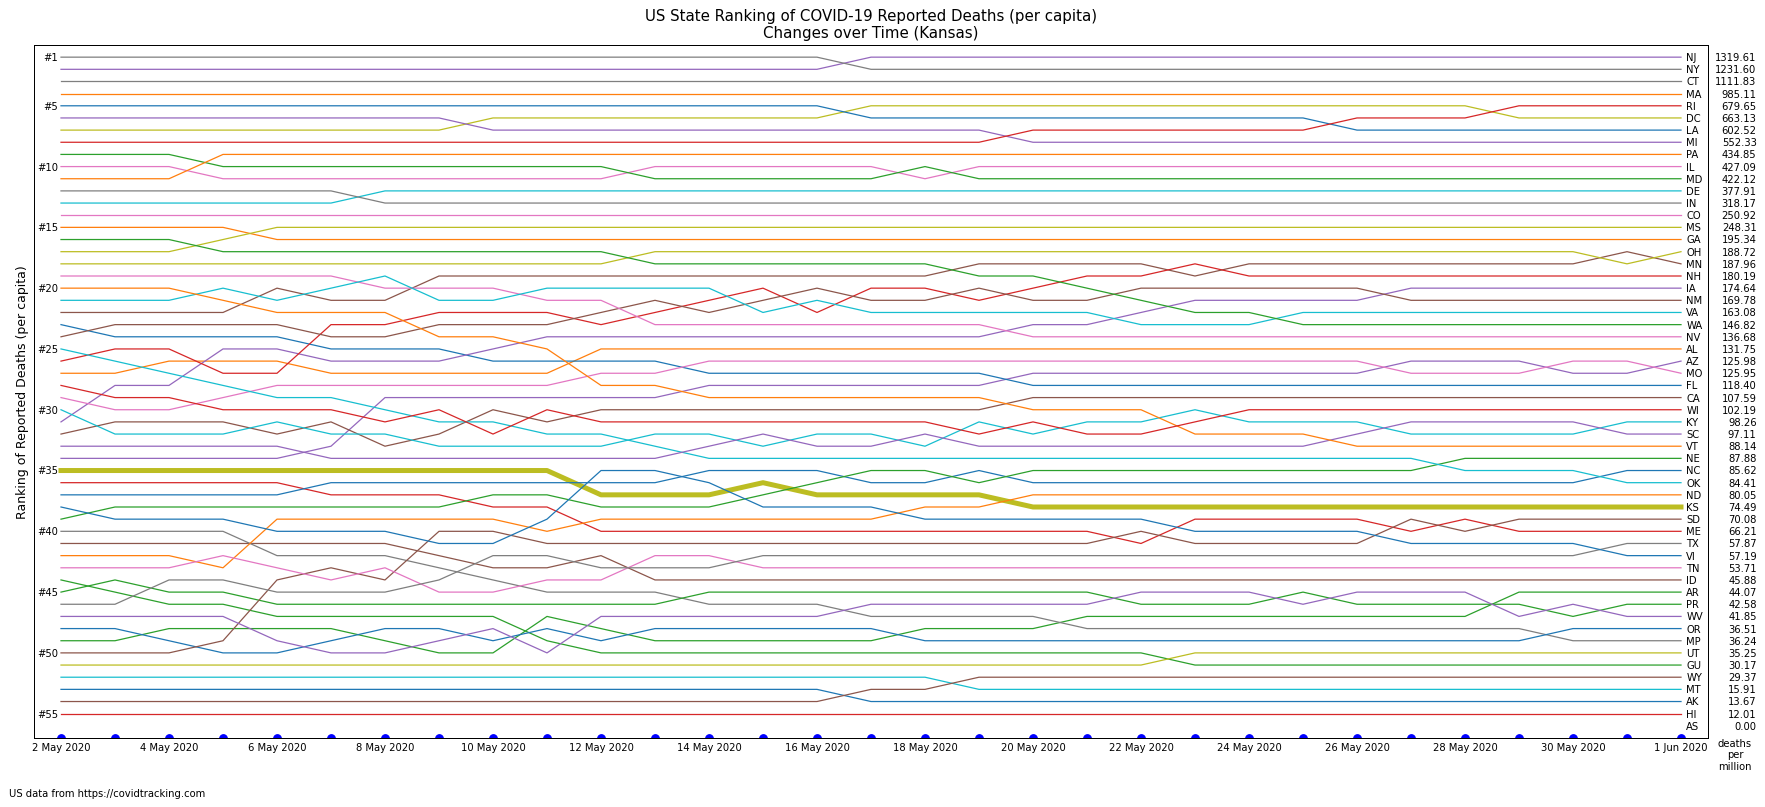 US State Ranking of COVID-19 Reported Deaths (per capita)
Changes over Time (Kansas)
Ranking of Reported Deaths (per capita)
#1
#5
#10
#15
#20
#25
#30
#35
#40
#45
#50
#55
NJ 1319.61
NY 1231.60
CT 1111.83
MA 985.11
RI 679.65
DC 663.13
LA 602.52
MI 552.33
PA 434.85
IL 427.09
MD 422.12
DE 377.91
IN 318.17
CO 250.92
MS 248.31
GA 195.34
OH 188.72
MN 187.96
NH 180.19
IA 174.64
NM 169.78
VA 163.08
WA 146.82
NV 136.68
AL 131.75
AZ 125.98
MO 125.95
FL 118.40
CA 107.59
WI 102.19
KY 98.26
SC 97.11
VT 88.14
NE 87.88
NC 85.62
OK 84.41
ND 80.05
KS 74.49
SD 70.08
ME 66.21
TX 57.87
VI 57.19
TN 53.71
ID 45.88
AR 44.07
PR 42.58
WV 41.85
OR 36.51
MP 36.24
UT 35.25
GU 30.17
WY 29.37
MT 15.91
AK 13.67
HI 12.01
AS 0.00
2 May 2020 4 May 2020 6 May 2020 8 May 2020 10 May 2020 12 May 2020 14 May 2020 16 May 2020 18 May 2020 20 May 2020 22 May 2020 24 May 2020 26 May 2020 28 May 2020 30 May 2020 1 Jun 2020
deaths
per
million
US data from https://covidtracking.com